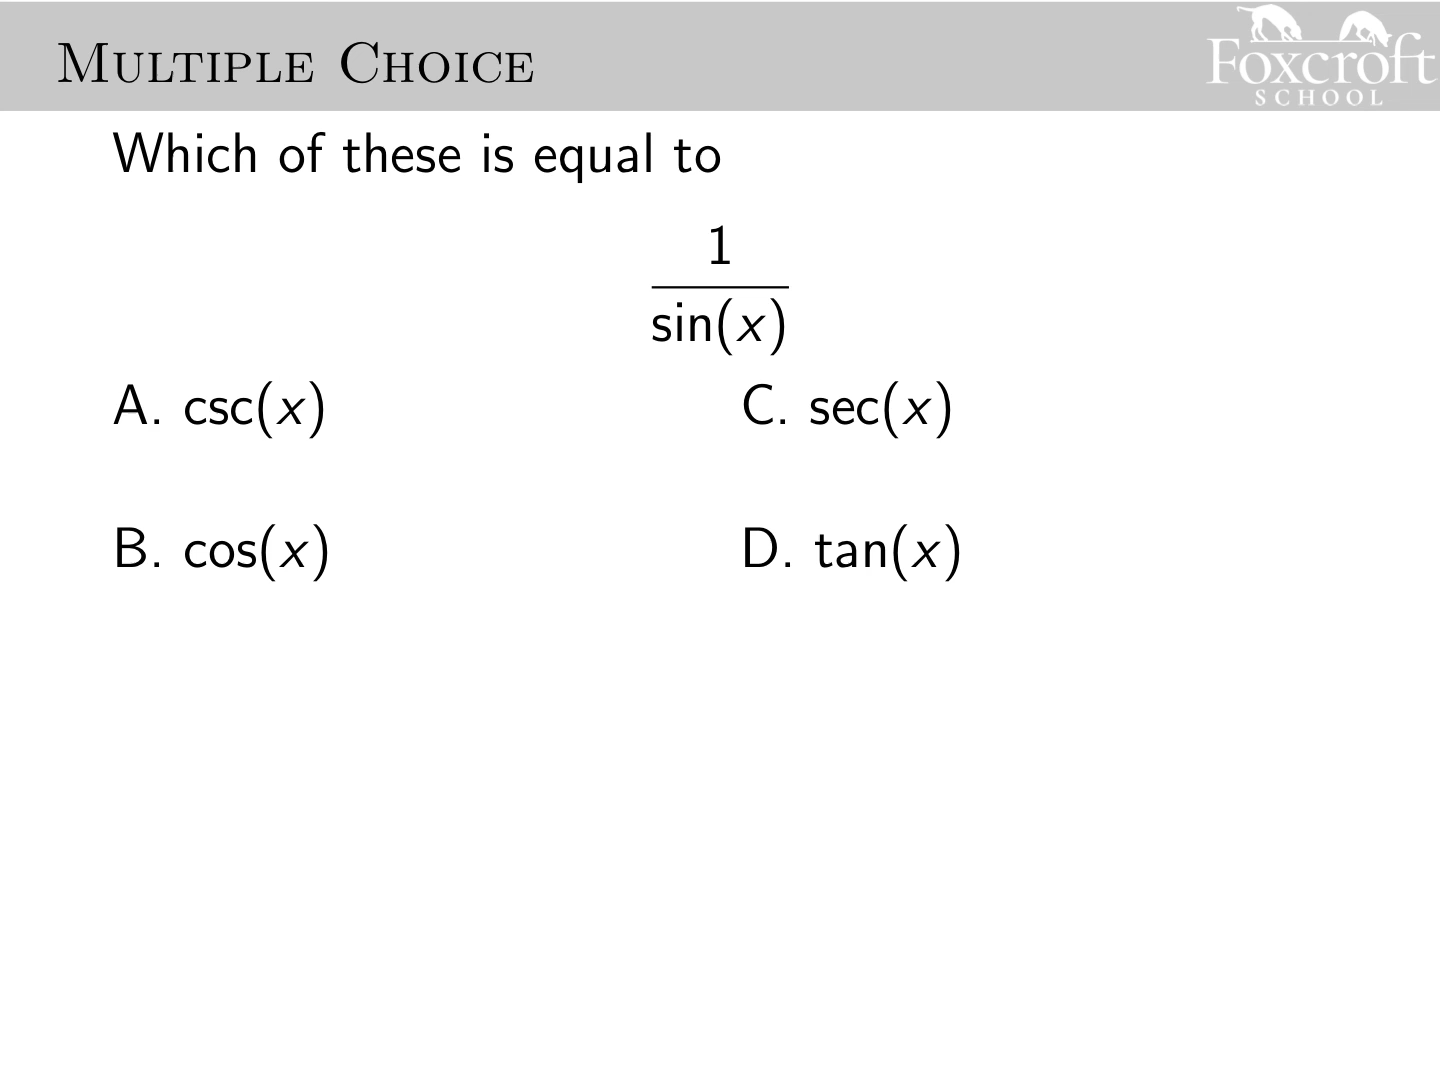 Multiple Choice
Foxcroft
SCHOOL
Which of these is equal to
1
sin(x)
A. csc(x)
C. sec(x)
B. cos(x)
D. tan(x)